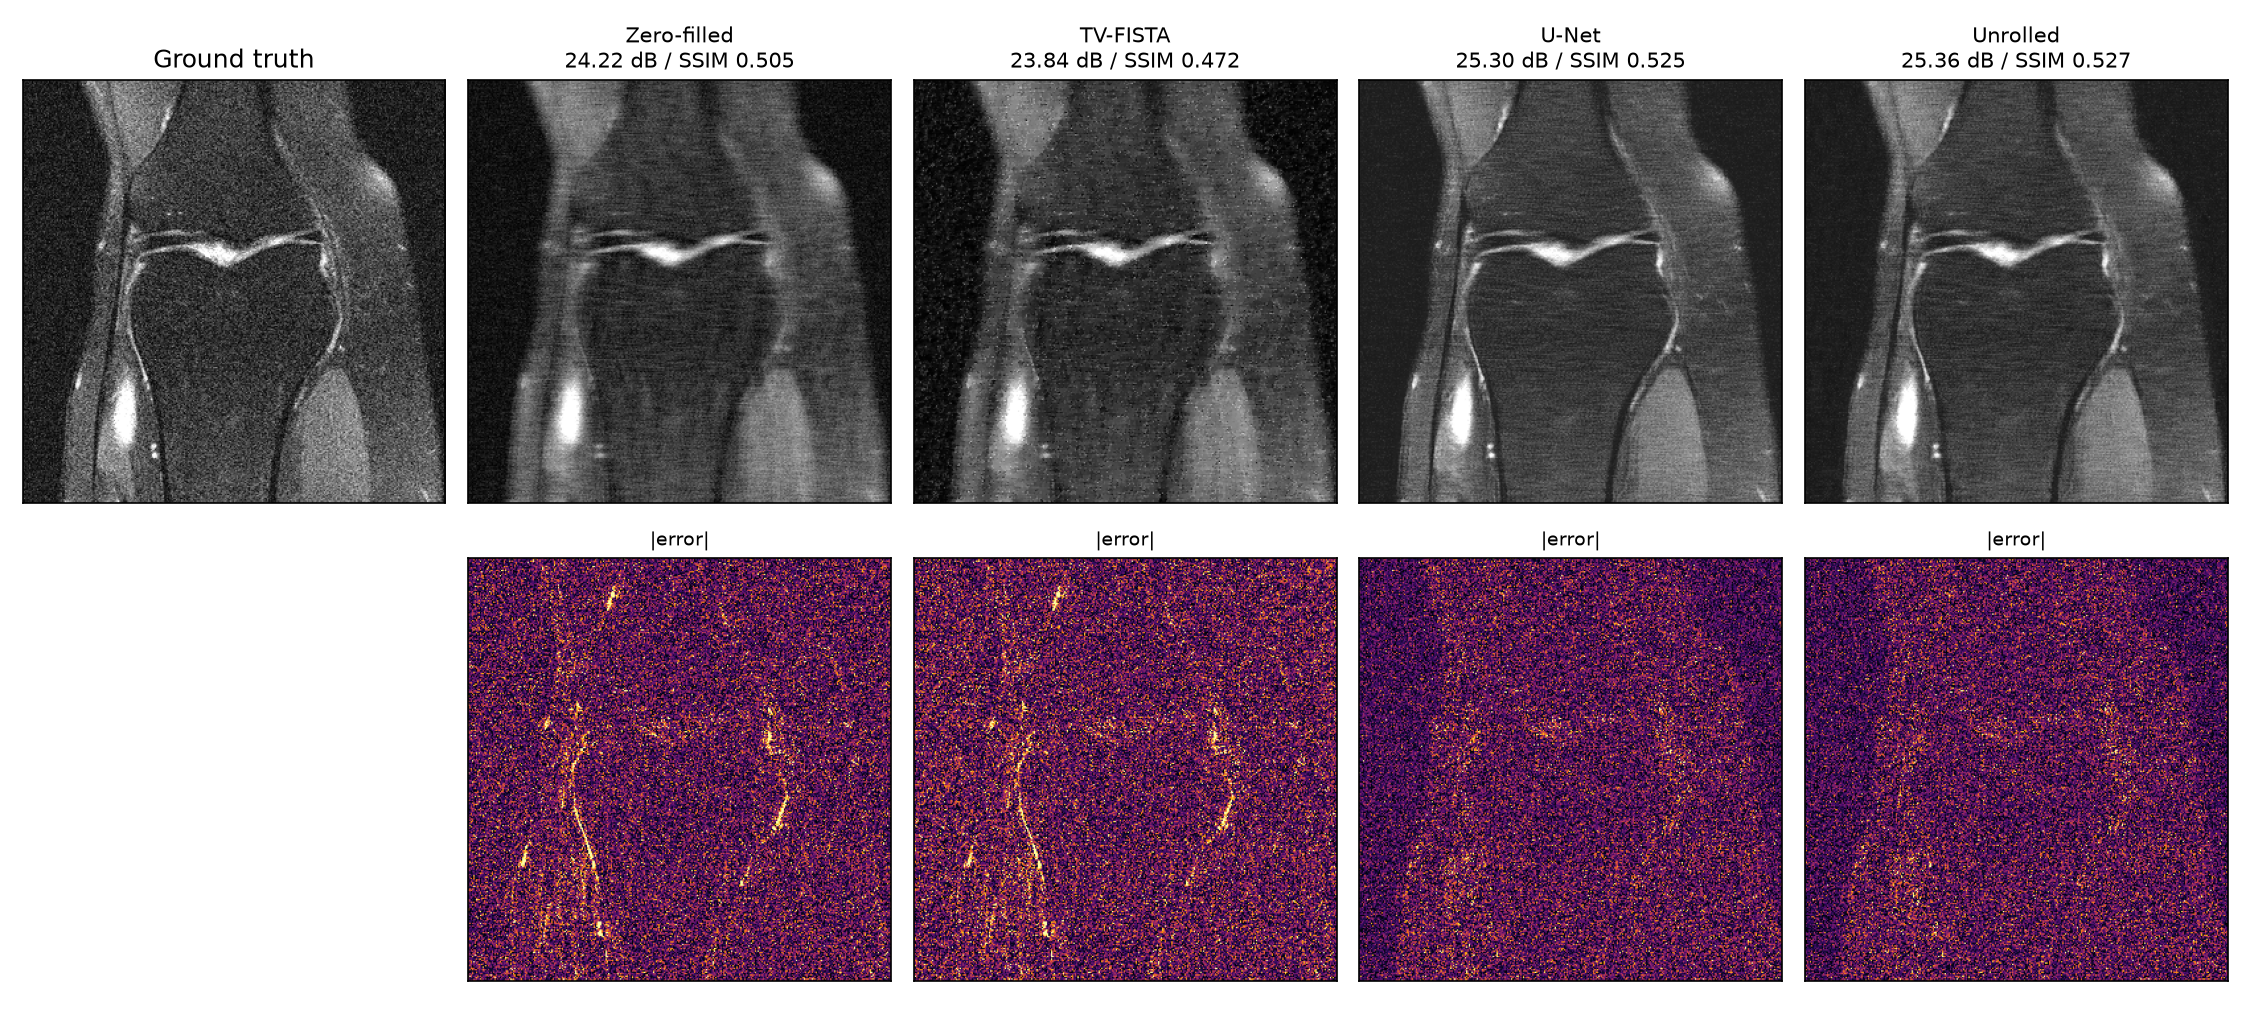 Ground truth
Zero-filled
24.22 dB / SSIM 0.505
TV-FISTA
23.84 dB / SSIM 0.472
U-Net
25.30 dB / SSIM 0.525
Unrolled
25.36 dB / SSIM 0.527
|error|
|error|
|error|
|error|